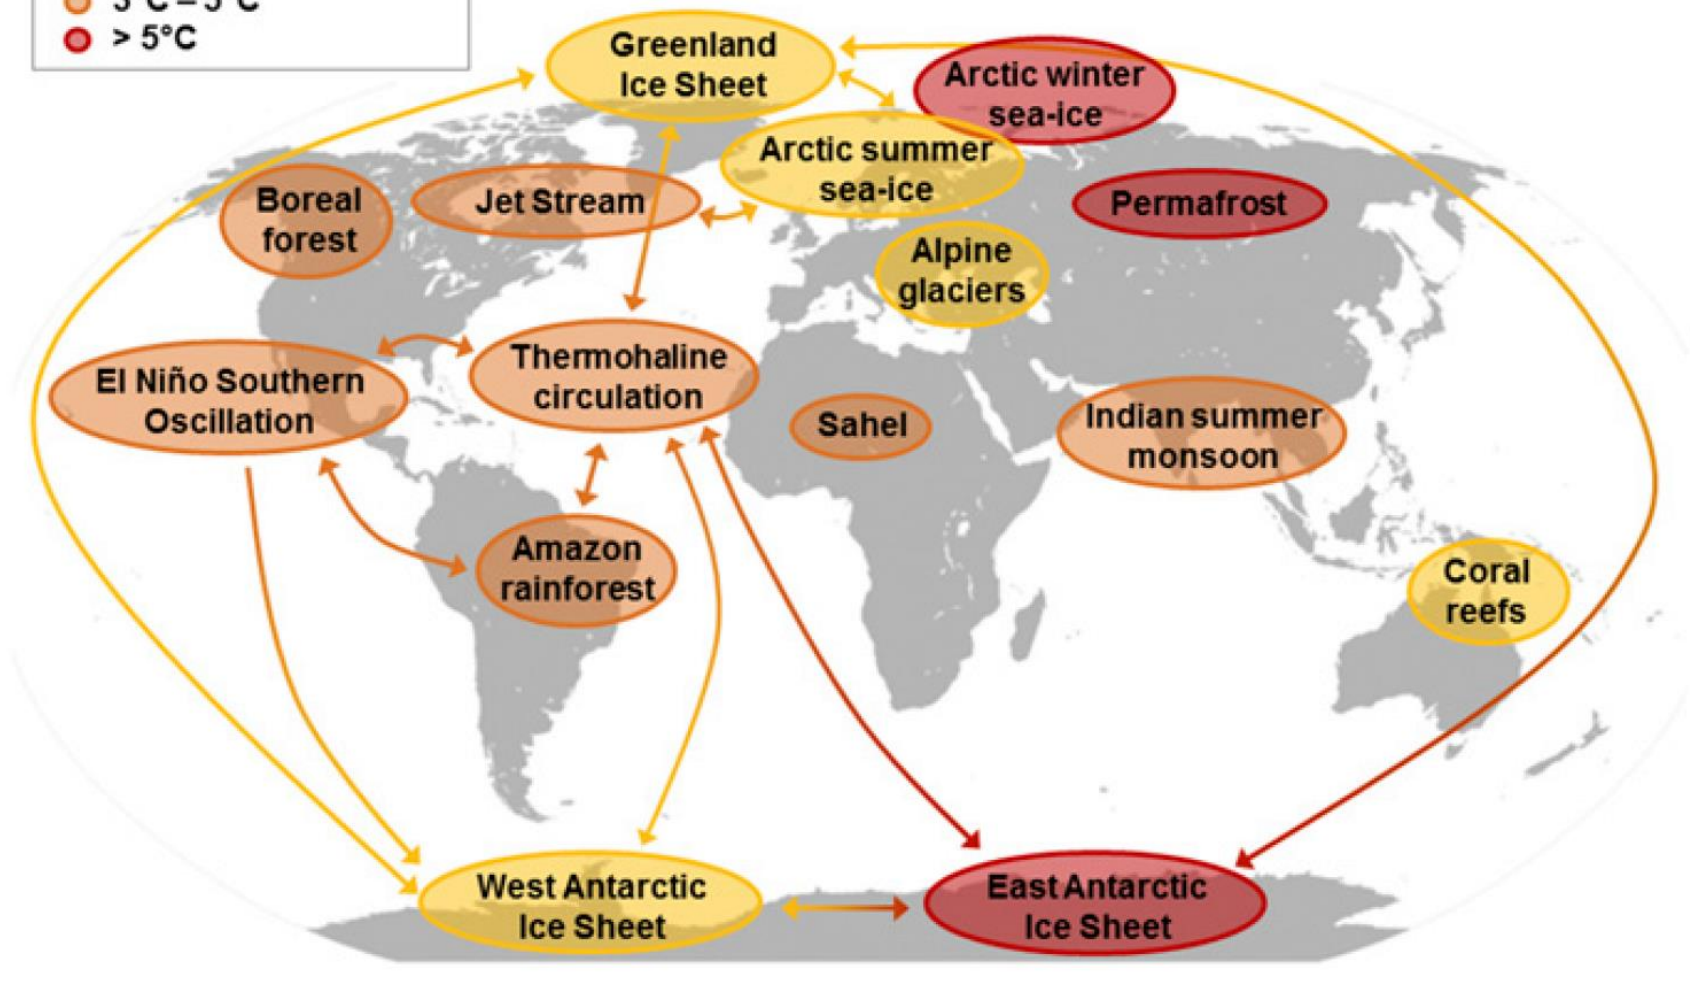 3°C – 5°C
> 5°C
Greenland
Ice Sheet
Arctic winter
sea-ice
Arctic summer
sea-ice
Boreal
forest
Jet Stream
Permafrost
Alpine
glaciers
El Niño Southern
Oscillation
Thermohaline
circulation
Sahel
Indian summer
monsoon
Amazon
rainforest
Coral
reefs
West Antarctic
Ice Sheet
East Antarctic
Ice Sheet